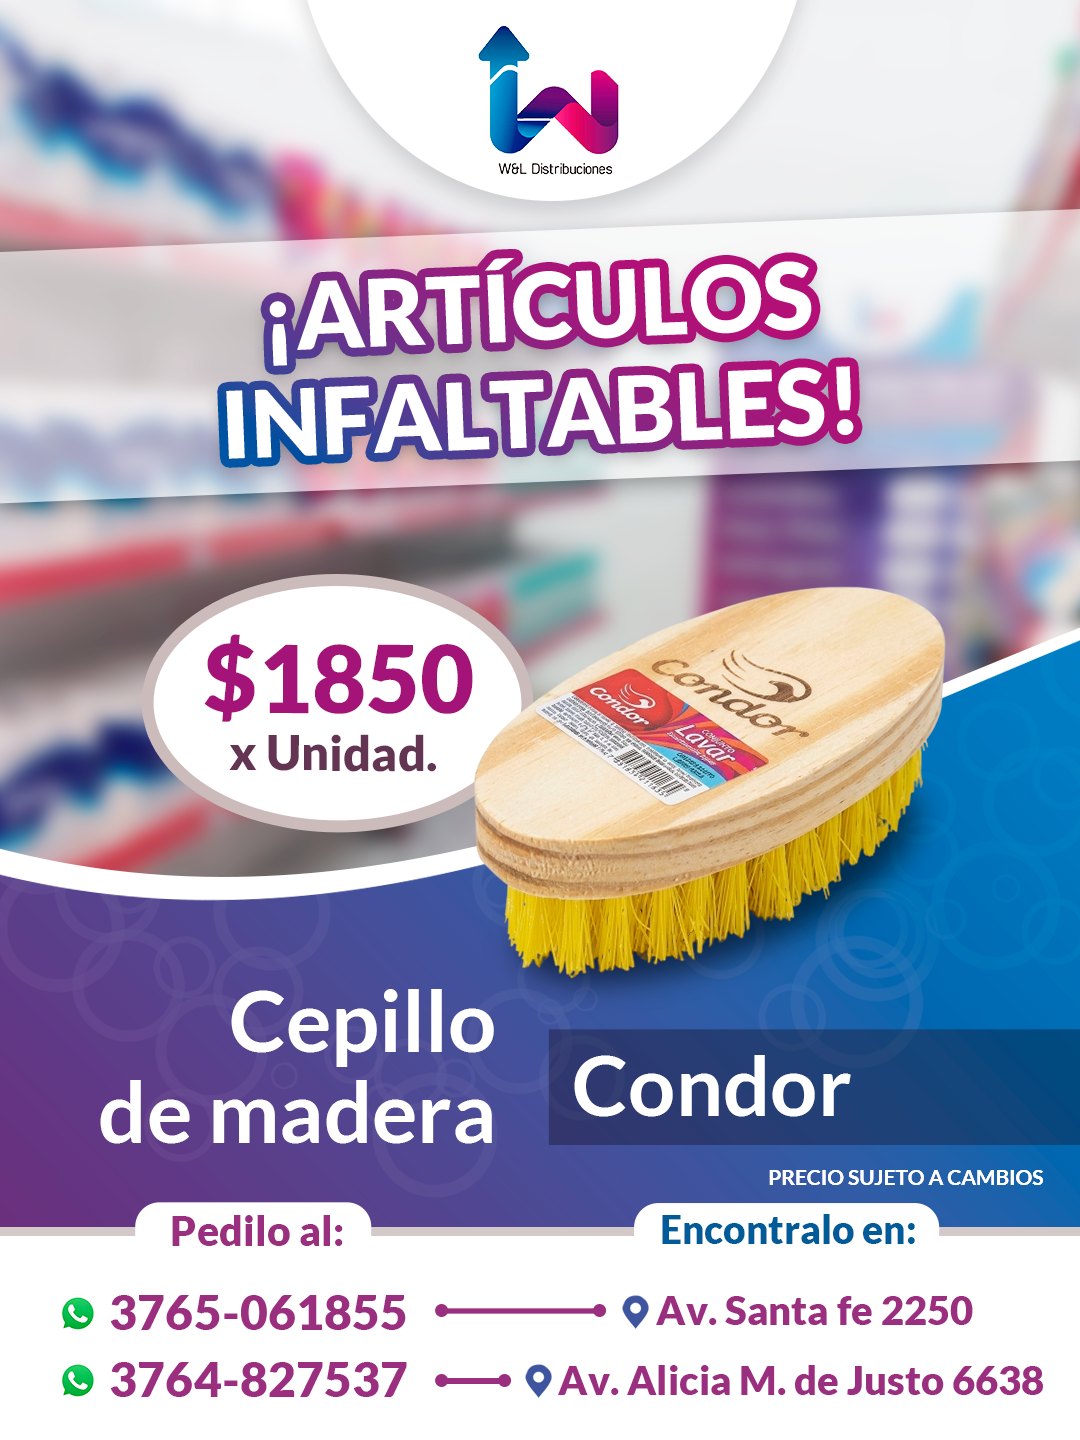 W&L Distribuciones
¡ARTÍCULOS
INFALTABLES!
$1850
x Unidad.
Condor
Condor
CONJUNTO
Lavar
Cepillo
de madera
Condor
PRECIO SUJETO A CAMBIOS
Pedilo al:
Encontralo en:
3765-061855
Av. Santa fe 2250
3764-827537
Av. Alicia M. de Justo 6638